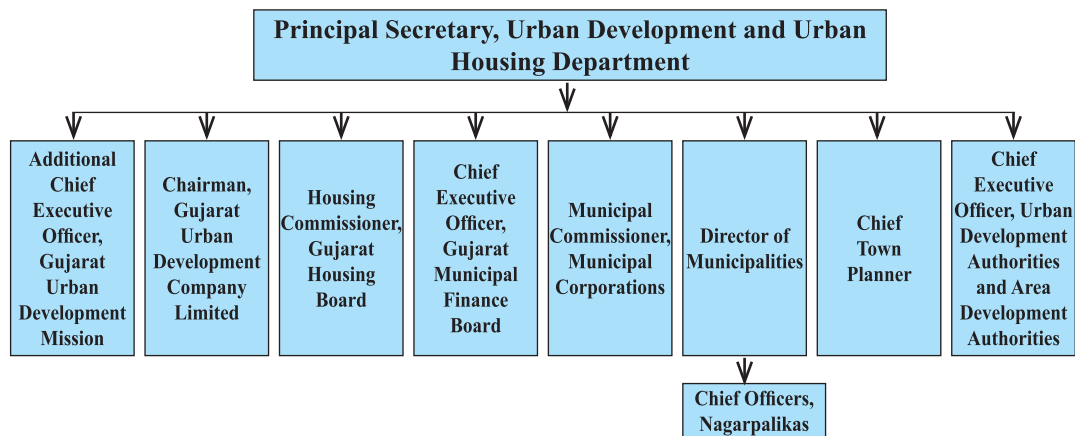 Principal Secretary, Urban Development and Urban
Housing Department
Additional
Chief
Executive
Officer,
Gujarat
Urban
Development
Mission
Chairman,
Gujarat
Urban
Development
Company
Limited
Housing
Commissioner,
Gujarat
Housing
Board
Chief
Executive
Officer, Gujarat
Municipal
Finance
Board
Municipal
Commissioner,
Municipal
Corporations
Director of
Municipalities
Chief
Town
Planner
Chief
Executive
Officer, Urban
Development
Authorities
and Area
Development
Authorities
Chief Officers,
Nagarpalikas